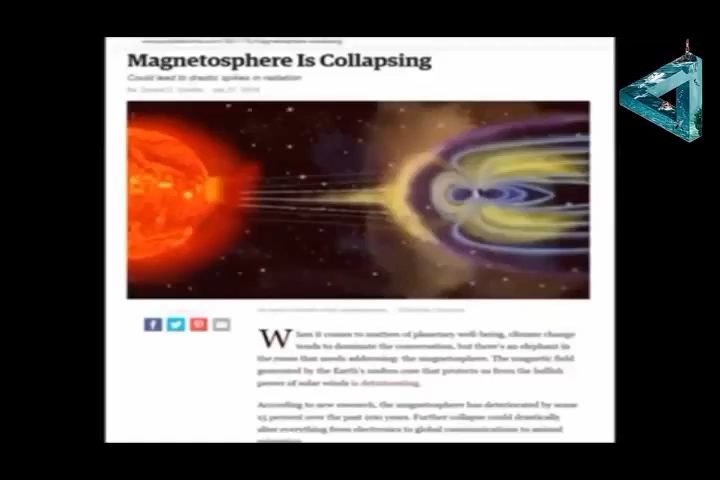 Magnetosphere Is Collapsing
Could lead to drastic spikes in radiation
When it comes to matters of planetary well-being, climate change
tends to dominate the conversation, but there's an elephant in
the room that needs addressing: the magnetosphere. The magnetic field
generated by the Earth's molten core that protects us from the hellish
power of solar winds is deteriorating.
According to new research, the magnetosphere has deteriorated by some
15 percent over the past 200 years. Further collapse could drastically
alter everything from electronics to global communications to animal